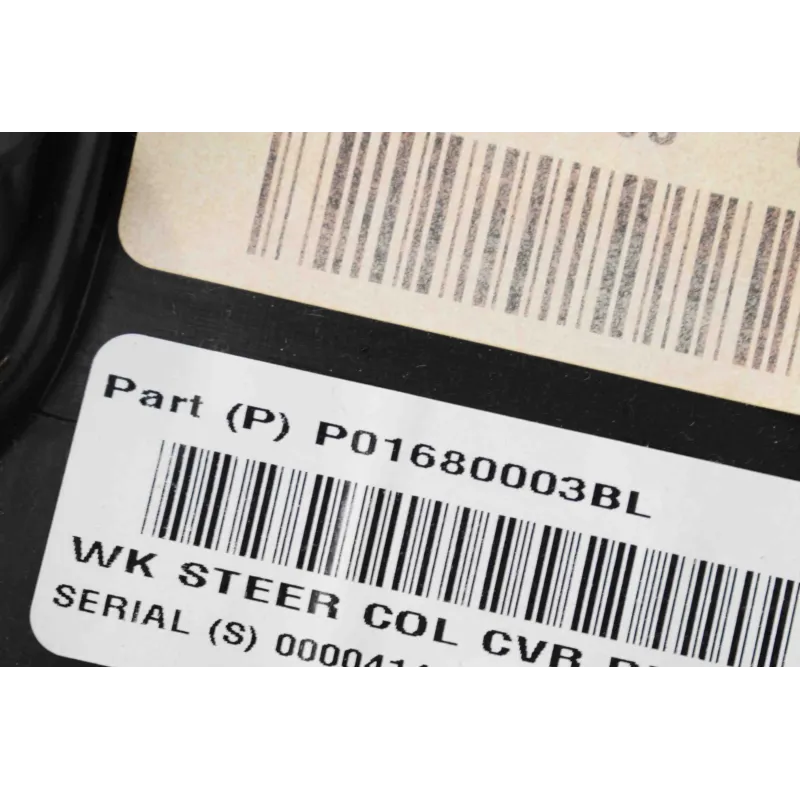 Part (P) P01680003BL
WK STEER COL CVR
SERIAL (S)